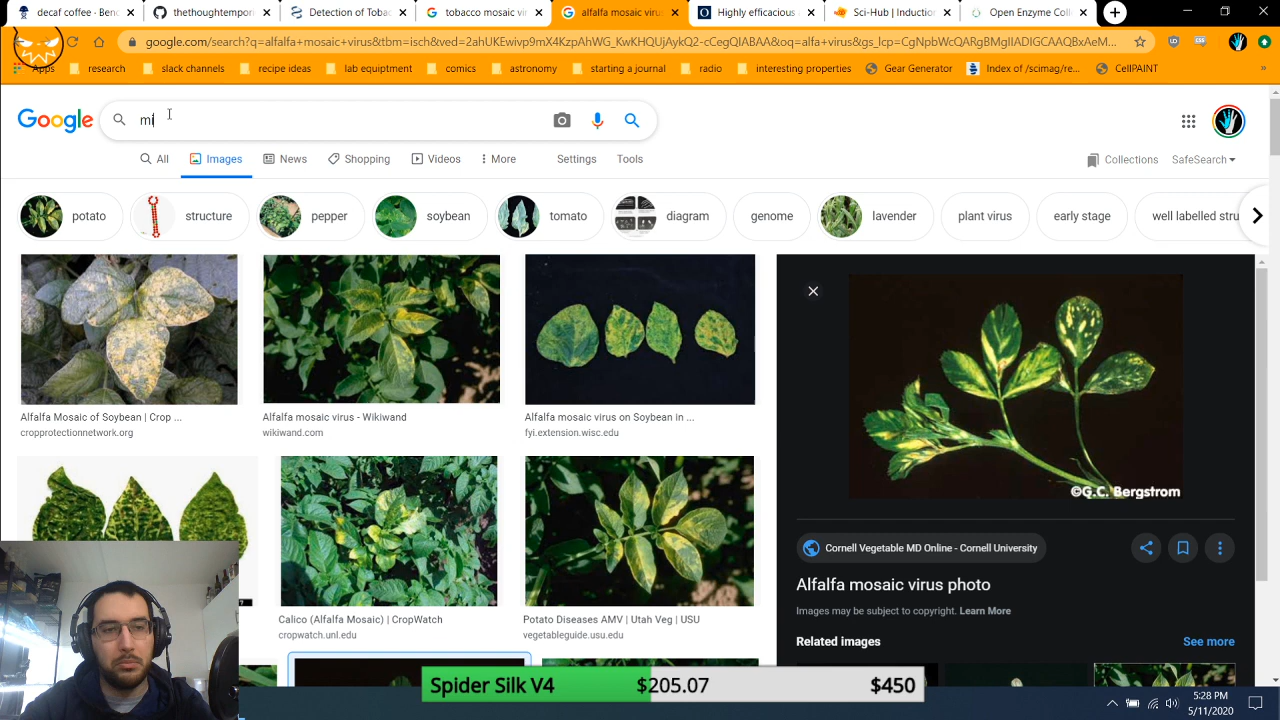 decaf coffee - Benc
thethoughtempori
Detection of Tobac
tobacco mosaic vir
alfalfa mosaic virus
Highly efficacious
Sci-Hub | Induction
Open Enzyme Coll
google.com/search?q=alfalfa+mosaic+virus&tbm=isch&ved=2ahUKEwivp9mX4KzpAhWG_KwKHQUjAykQ2-cCegQIABAA&oq=alfa+virus&gs_lcp=CgNpbWcQARgBMgIIADIGCAAQBxAeM...
Apps
research
slack channels
recipe ideas
lab equiptment
comics
astronomy
starting a journal
radio
interesting properties
Gear Generator
Index of /scimag/re...
CellPAINT
Google
mi
All
Images
News
Shopping
Videos
More
Settings
Tools
Collections
SafeSearch
potato
structure
pepper
soybean
tomato
diagram
genome
lavender
plant virus
early stage
well labelled stru
Alfalfa Mosaic of Soybean | Crop ...
cropprotectionnetwork.org
Alfalfa mosaic virus - Wikiwand
wikiwand.com
Alfalfa mosaic virus on Soybean in ...
fyi.extension.wisc.edu
©G.C. Bergstrom
Cornell Vegetable MD Online - Cornell University
Alfalfa mosaic virus photo
Images may be subject to copyright. Learn More
Related images
See more
Calico (Alfalfa Mosaic) | CropWatch
cropwatch.unl.edu
Potato Diseases AMV | Utah Veg | USU
vegetableguide.usu.edu
Spider Silk V4
$205.07
$450
5:28 PM
5/11/2020